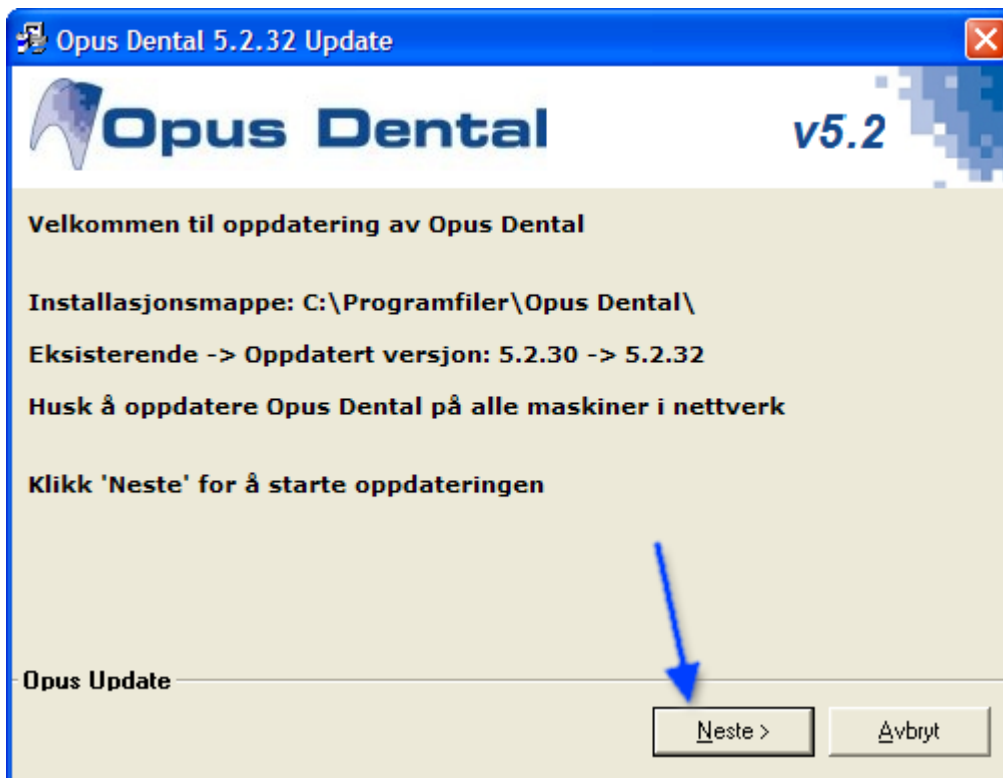 Opus Dental 5.2.32 Update
Opus Dental v5.2
Velkommen til oppdatering av Opus Dental
Installasjonsmappe: C:\Programfiler\Opus Dental\
Eksisterende -> Oppdatert versjon: 5.2.30 -> 5.2.32
Husk å oppdatere Opus Dental på alle maskiner i nettverk
Klikk 'Neste' for å starte oppdateringen
Opus Update
Neste > Avbryt